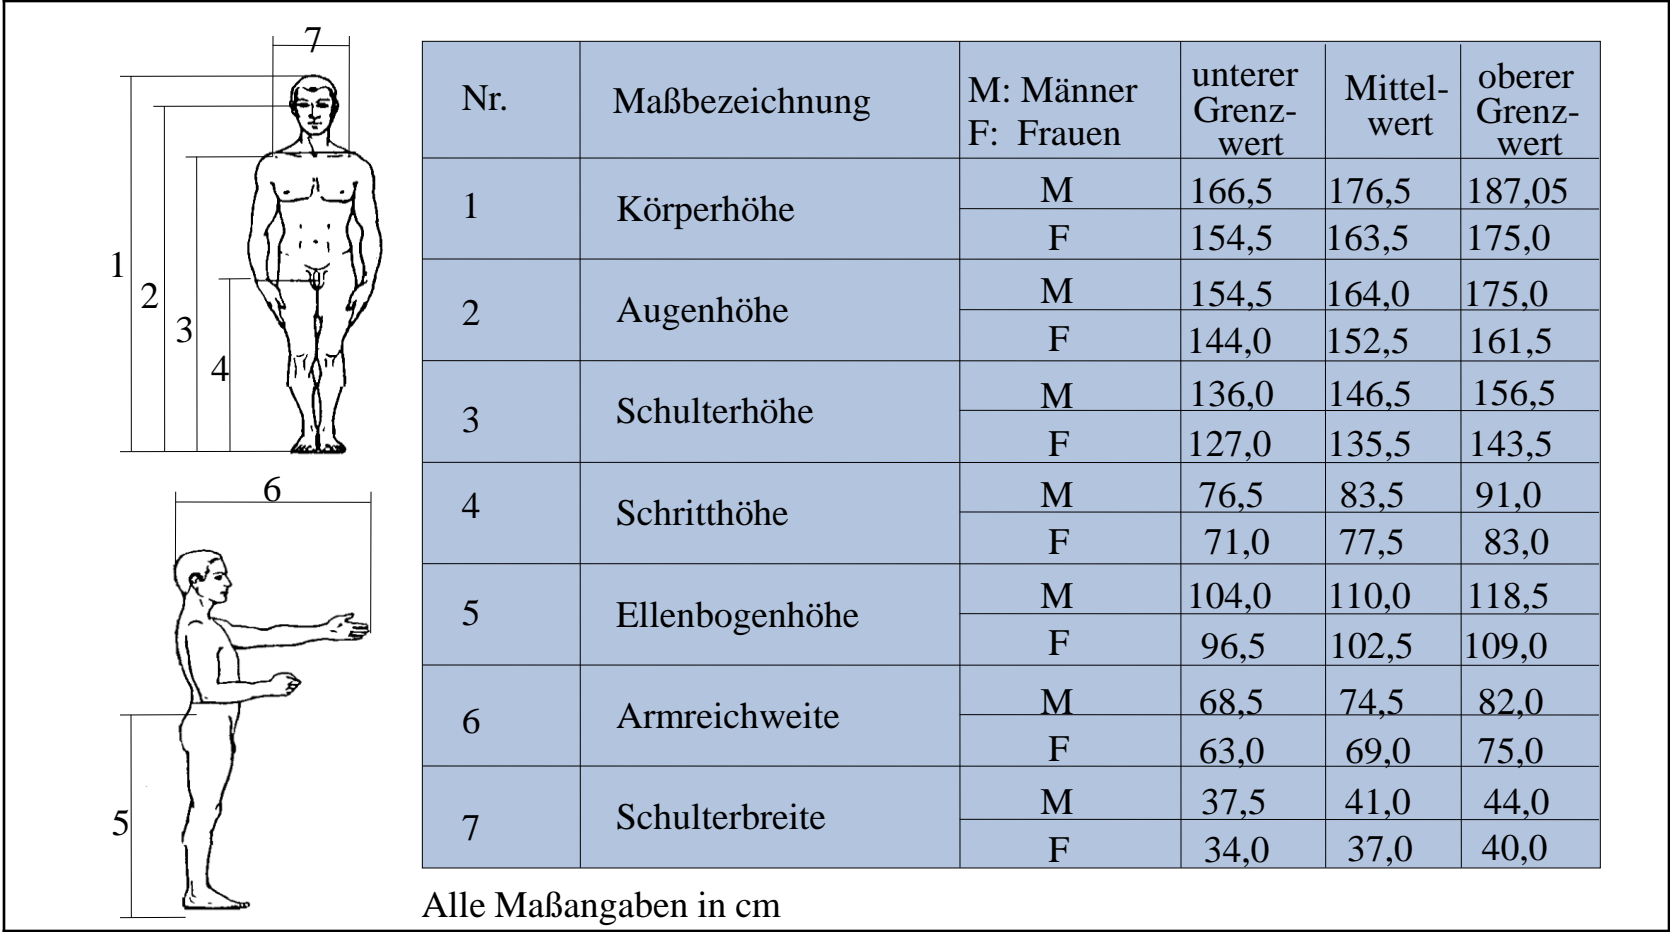 7
1
2
3
4
6
5
Nr. Maßbezeichnung M: Männer F: Frauen unterer Grenz- wert Mittel- wert oberer Grenz- wert
1 Körperhöhe M 166,5 176,5 187,05
F 154,5 163,5 175,0
2 Augenhöhe M 154,5 164,0 175,0
F 144,0 152,5 161,5
3 Schulterhöhe M 136,0 146,5 156,5
F 127,0 135,5 143,5
4 Schritthöhe M 76,5 83,5 91,0
F 71,0 77,5 83,0
5 Ellenbogenhöhe M 104,0 110,0 118,5
F 96,5 102,5 109,0
6 Armreichweite M 68,5 74,5 82,0
F 63,0 69,0 75,0
7 Schulterbreite M 37,5 41,0 44,0
F 34,0 37,0 40,0
Alle Maßangaben in cm